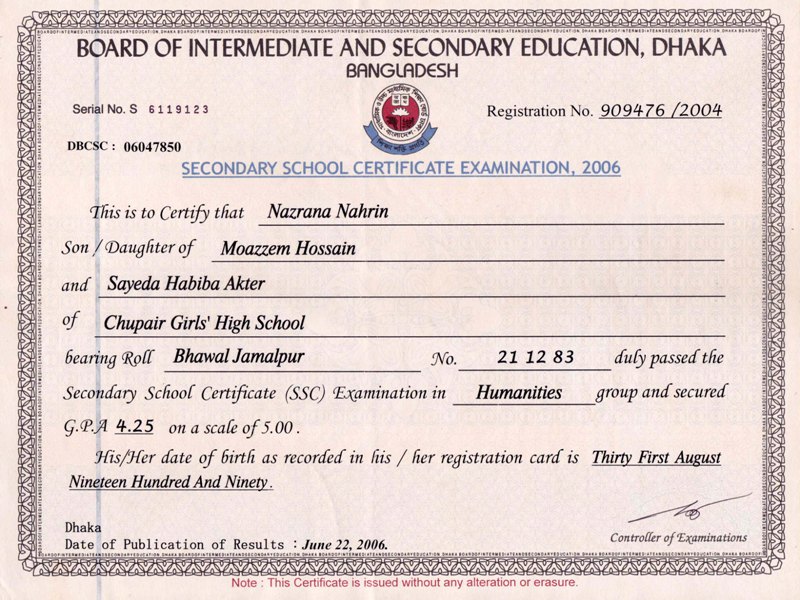 BOARD OF INTERMEDIATE AND SECONDARY EDUCATION, DHAKA
BANGLADESH
Serial No. S 6119123
Registration No. 909476 /2004
DBCSC : 06047850
SECONDARY SCHOOL CERTIFICATE EXAMINATION, 2006
This is to Certify that Nazrana Nahrin
Son / Daughter of Moazzem Hossain
and Sayeda Habiba Akter
of Chupair Girls' High School
bearing Roll Bhawal Jamalpur No. 21 12 83 duly passed the
Secondary School Certificate (SSC) Examination in Humanities group and secured
G.P.A 4.25 on a scale of 5.00 .
His/Her date of birth as recorded in his / her registration card is Thirty First August
Nineteen Hundred And Ninety .
Dhaka
Date of Publication of Results : June 22, 2006.
Controller of Examinations
Note : This Certificate is issued without any alteration or erasure.